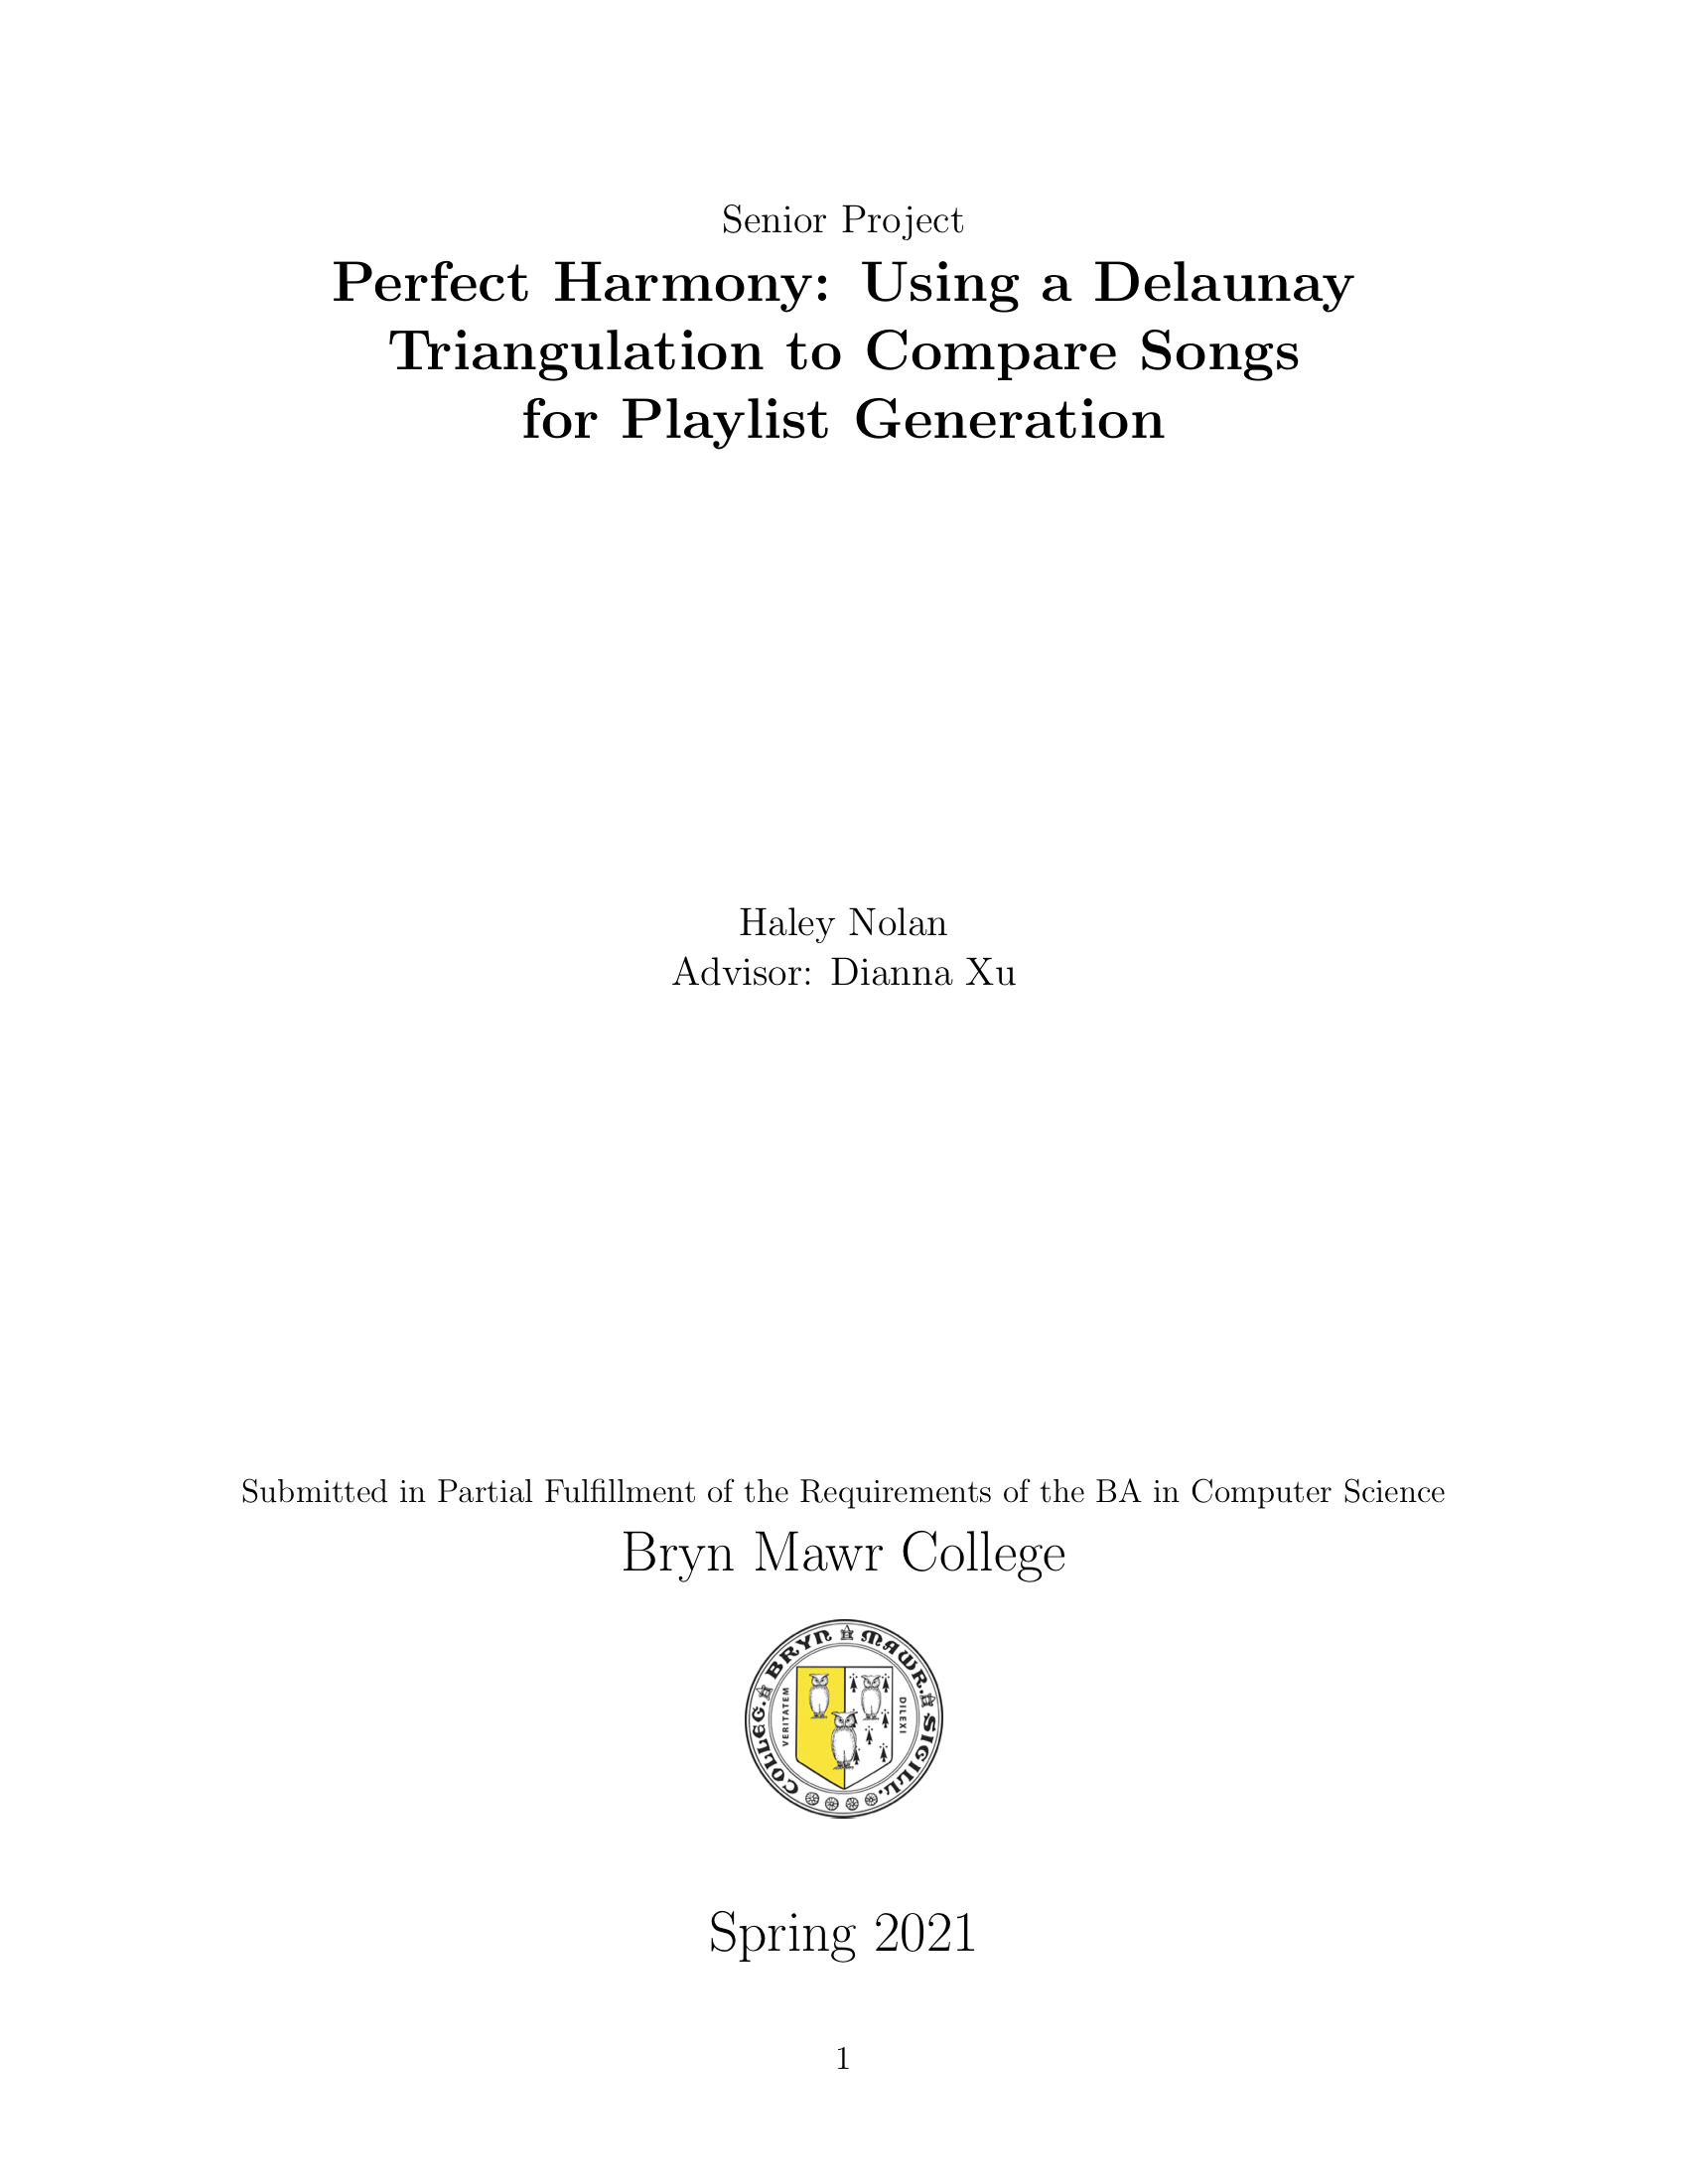 Senior Project
Perfect Harmony: Using a Delaunay
Triangulation to Compare Songs
for Playlist Generation
Haley Nolan
Advisor: Dianna Xu
Submitted in Partial Fulfillment of the Requirements of the BA in Computer Science
Bryn Mawr College
COLLEG. BRYN MAWR. SIGILL.
VERITATEM
DILEXI
Spring 2021
1